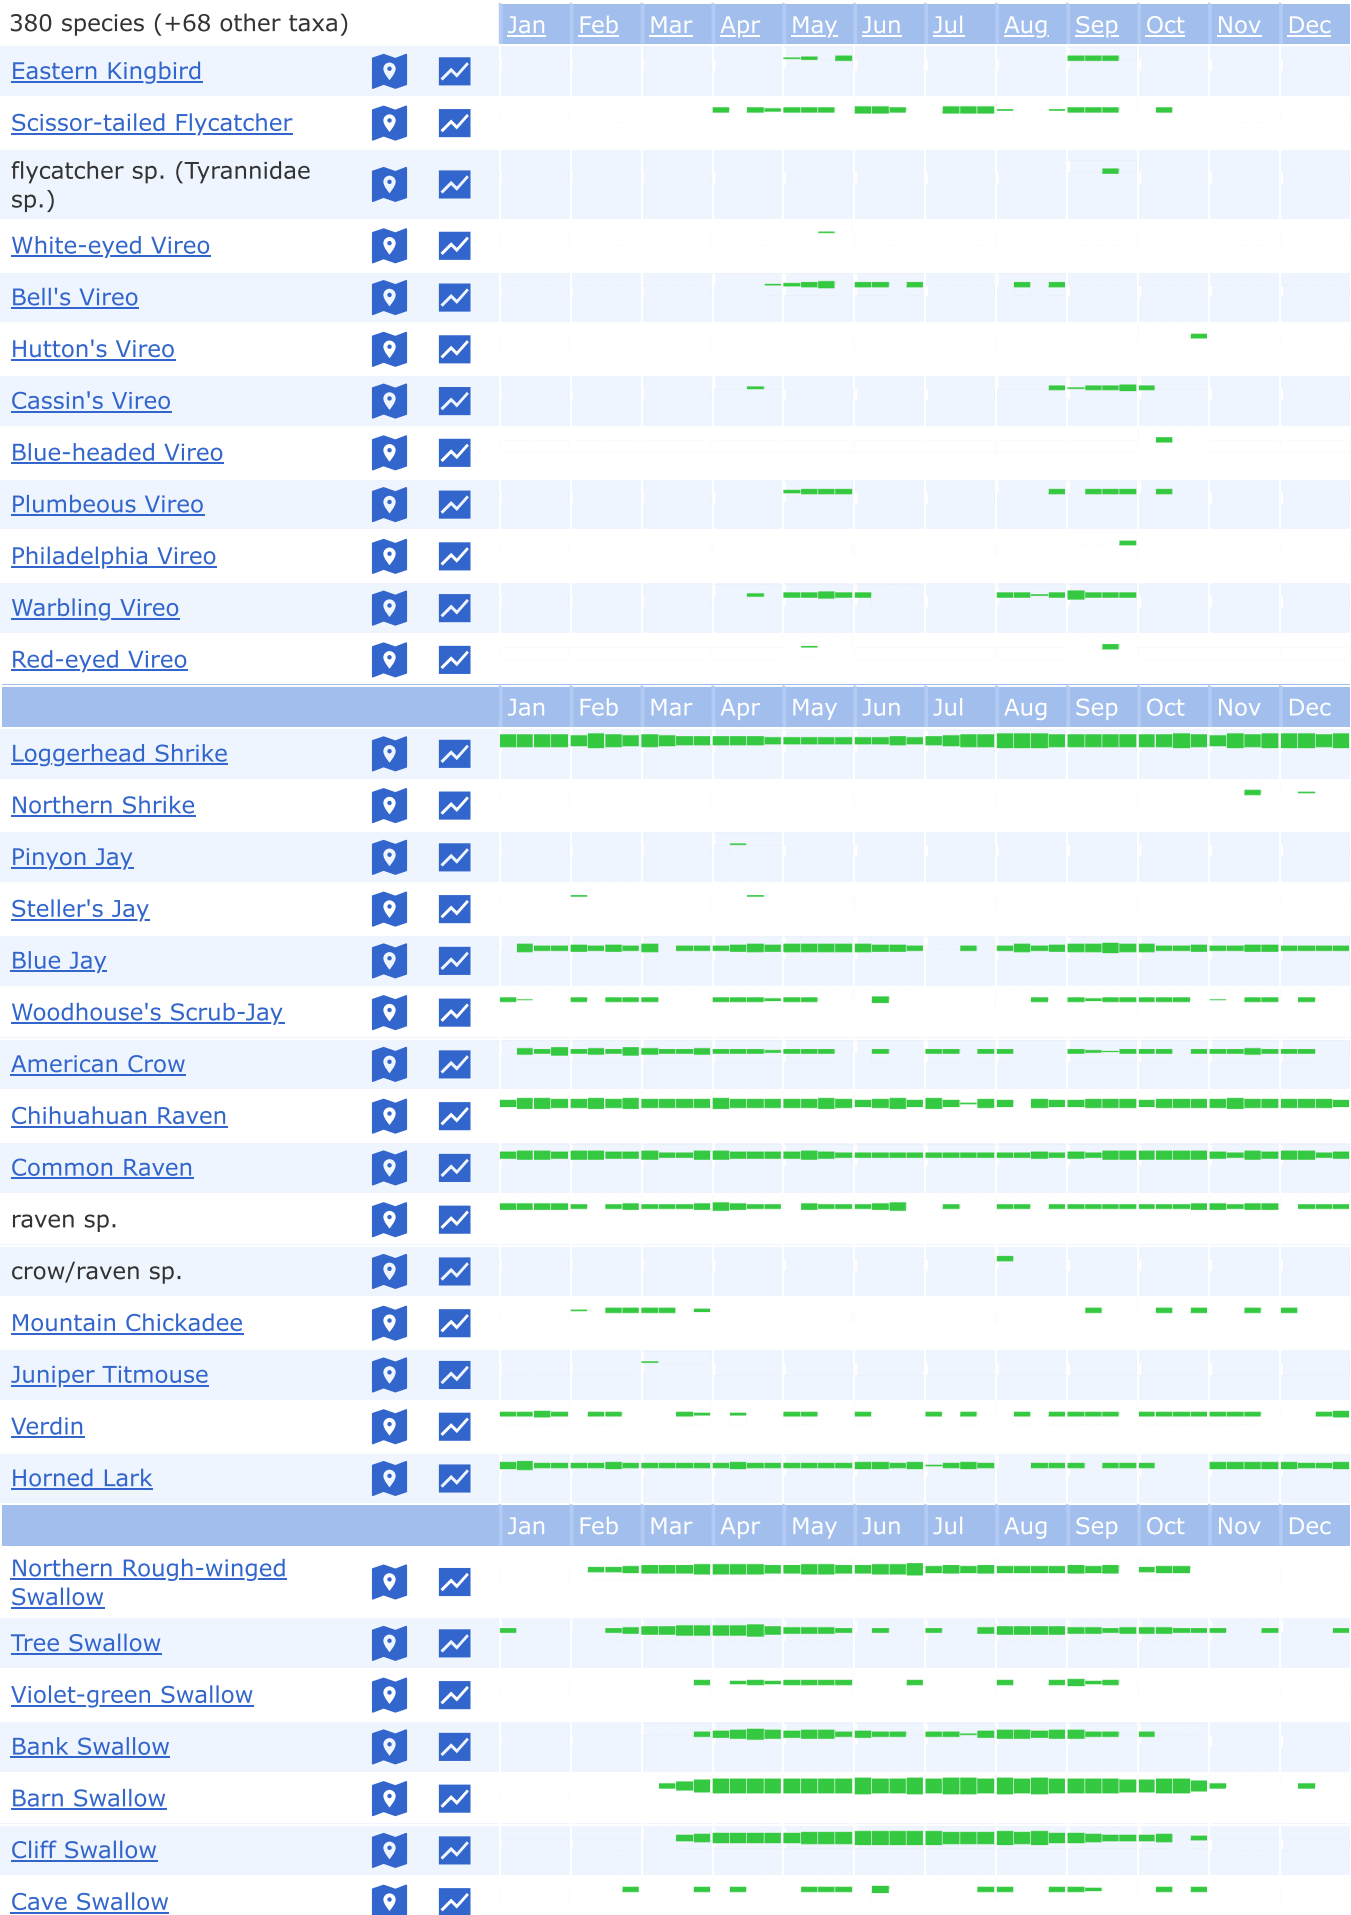 380 species (+68 other taxa) Jan Feb Mar Apr May Jun Jul Aug Sep Oct Nov Dec
Eastern Kingbird
Scissor-tailed Flycatcher
flycatcher sp. (Tyrannidae
sp.)
White-eyed Vireo
Bell's Vireo
Hutton's Vireo
Cassin's Vireo
Blue-headed Vireo
Plumbeous Vireo
Philadelphia Vireo
Warbling Vireo
Red-eyed Vireo
Jan Feb Mar Apr May Jun Jul Aug Sep Oct Nov Dec
Loggerhead Shrike
Northern Shrike
Pinyon Jay
Steller's Jay
Blue Jay
Woodhouse's Scrub-Jay
American Crow
Chihuahuan Raven
Common Raven
raven sp.
crow/raven sp.
Mountain Chickadee
Juniper Titmouse
Verdin
Horned Lark
Jan Feb Mar Apr May Jun Jul Aug Sep Oct Nov Dec
Northern Rough-winged
Swallow
Tree Swallow
Violet-green Swallow
Bank Swallow
Barn Swallow
Cliff Swallow
Cave Swallow